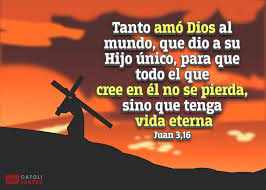 Tanto amó Dios al
mundo, que dio a su
Hijo único, para que
todo el que
cree en él no se pierda,
sino que tenga
vida eterna
Juan 3,16
CATOLI